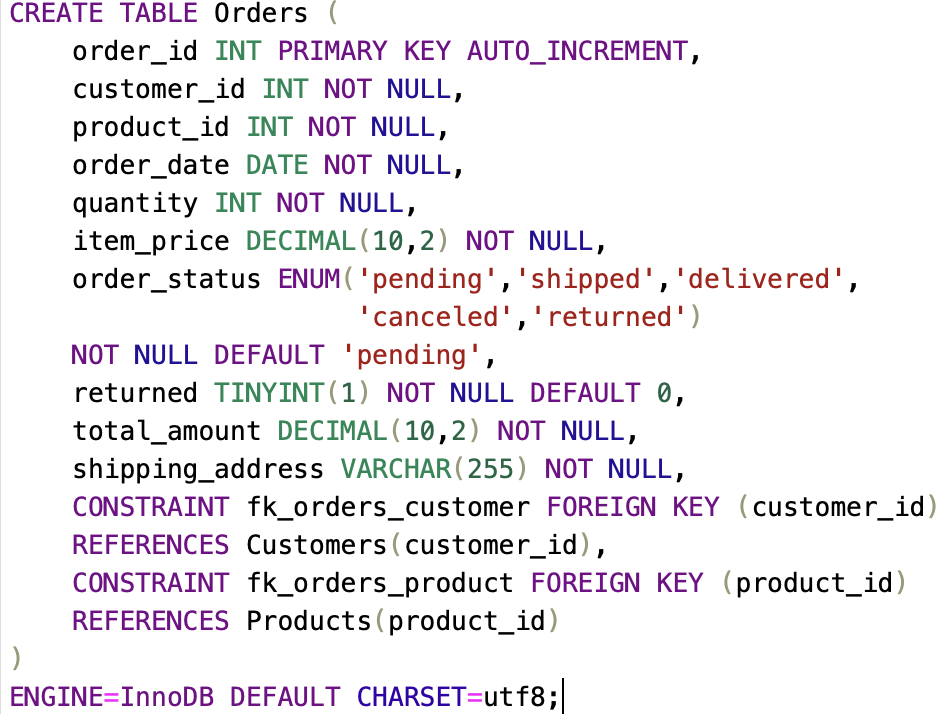 CREATE TABLE Orders (
    order_id INT PRIMARY KEY AUTO_INCREMENT,
    customer_id INT NOT NULL,
    product_id INT NOT NULL,
    order_date DATE NOT NULL,
    quantity INT NOT NULL,
    item_price DECIMAL(10,2) NOT NULL,
    order_status ENUM('pending','shipped','delivered',
                      'canceled','returned')
    NOT NULL DEFAULT 'pending',
    returned TINYINT(1) NOT NULL DEFAULT 0,
    total_amount DECIMAL(10,2) NOT NULL,
    shipping_address VARCHAR(255) NOT NULL,
    CONSTRAINT fk_orders_customer FOREIGN KEY (customer_id)
    REFERENCES Customers(customer_id),
    CONSTRAINT fk_orders_product FOREIGN KEY (product_id)
    REFERENCES Products(product_id)
)
ENGINE=InnoDB DEFAULT CHARSET=utf8;